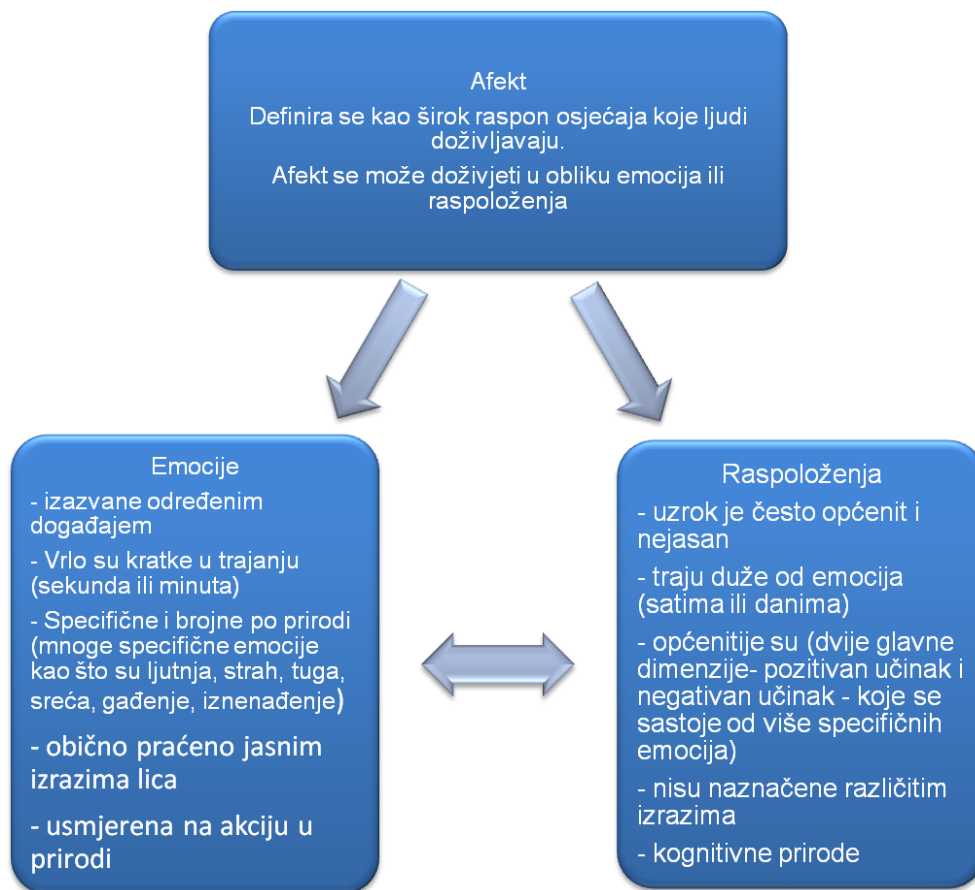 Afekt
Definira se kao širok raspon osjećaja koje ljudi
doživljavaju.
Afekt se može doživjeti u obliku emocija ili
raspoloženja
Emocije
- izazvane određenim
događajem
- Vrlo su kratke u trajanju
(sekunda ili minuta)
- Specifične i brojne po prirodi
(mnoge specifične emocije
kao što su ljutnja, strah, tuga,
sreća, gađenje, iznenađenje)
- obično praćeno jasnim
izrazima lica
- usmjerena na akciju u
prirodi
Raspoloženja
- uzrok je često općenit i
nejasan
- traju duže od emocija
(satima ili danima)
- općenitije su (dvije glavne
dimenzije- pozitivan učinak i
negativan učinak - koje se
sastoje od više specifičnih
emocija)
- nisu naznačene različitim
izrazima
- kognitivne prirode